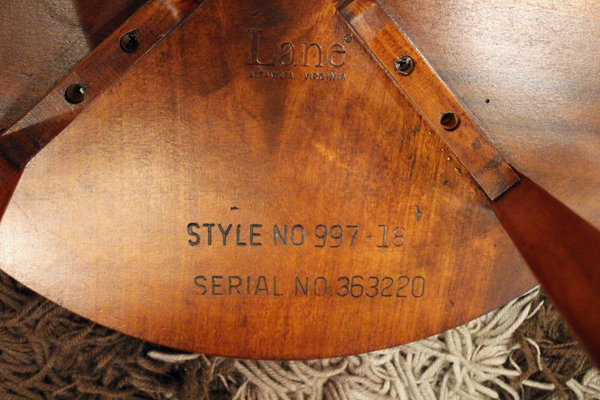 Lane®
ALTAVISTA VIRGINIA
STYLE NO 997-18
SERIAL NO. 363220